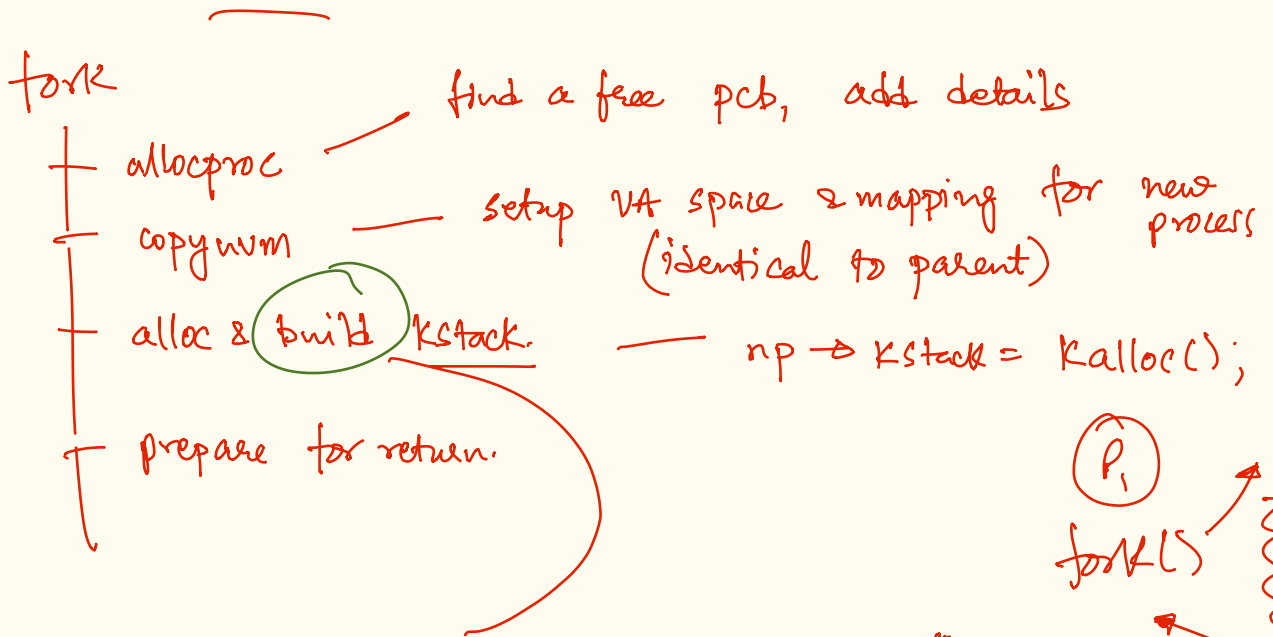 fork
find a free pcb, add details
allocproc
setup VA space & mapping for new process
copyuvm
(identical to parent)
alloc & build kstack.
np → kstack = kalloc();
prepare for return.
P1
fork()